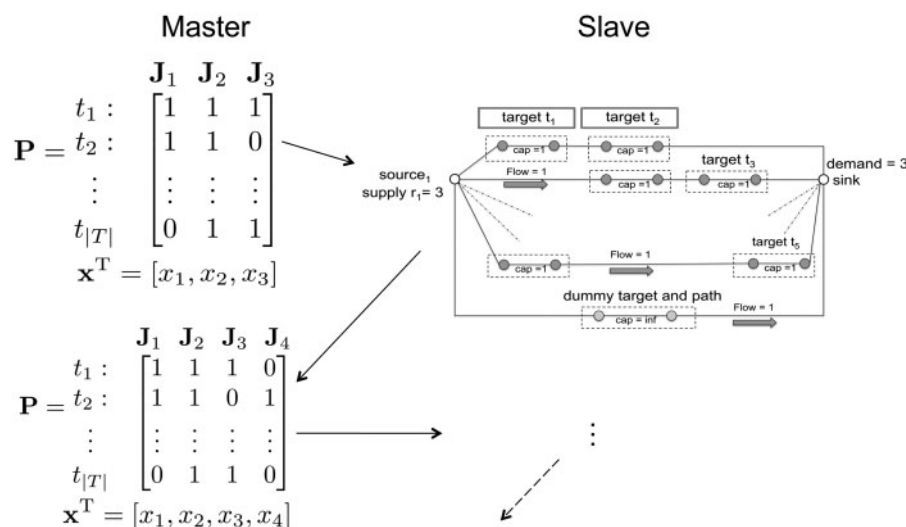 Master
J₁ J₂ J₃
P = t₁ : [1 1 1]
t₂ : [1 1 0]
⋮ [⋮ ⋮ ⋮]
t|T| [0 1 1]
xᵀ = [x₁, x₂, x₃]
Slave
target t₁ target t₂
cap =1 cap =1
demand = 3
target t₃
source₁ Flow = 1 cap =1 cap =1 sink
supply r₁= 3
target t₅
Flow = 1
cap =1 cap =1
dummy target and path
Flow = 1
cap = inf
J₁ J₂ J₃ J₄
P = t₁ : [1 1 1 0]
t₂ : [1 1 0 1]
⋮ [⋮ ⋮ ⋮ ⋮]
t|T| [0 1 1 0]
⋮
xᵀ = [x₁, x₂, x₃, x₄]